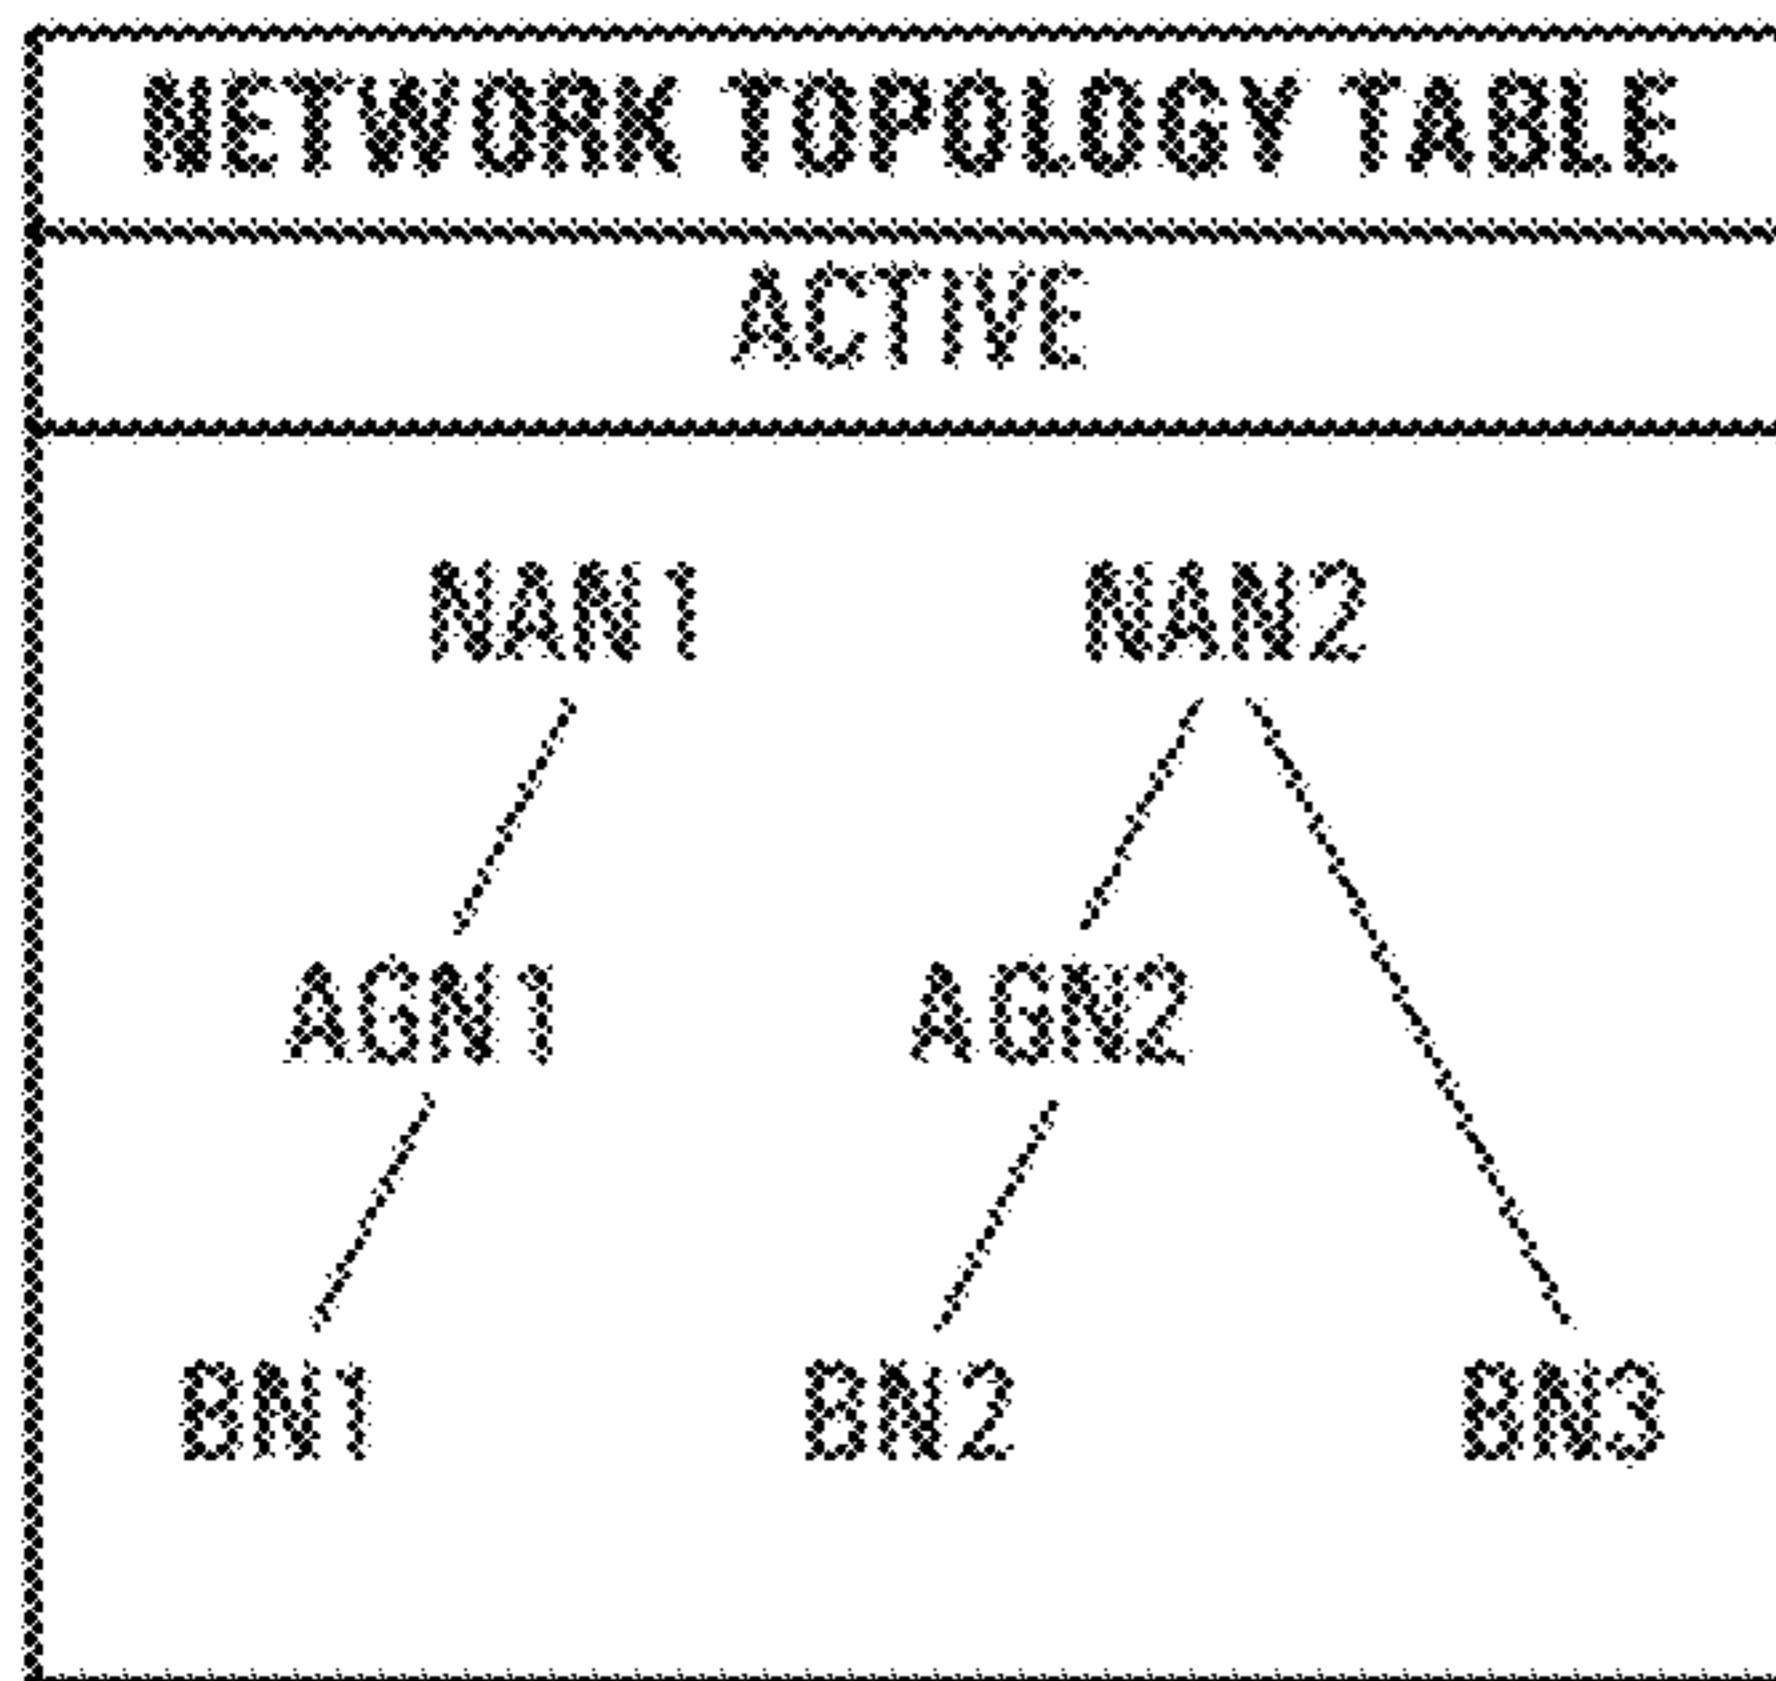 NETWORK TOPOLOGY TABLE
ACTIVE
NAN1 NAN2
AGN1 AGN2
BN1 BN2 BN3